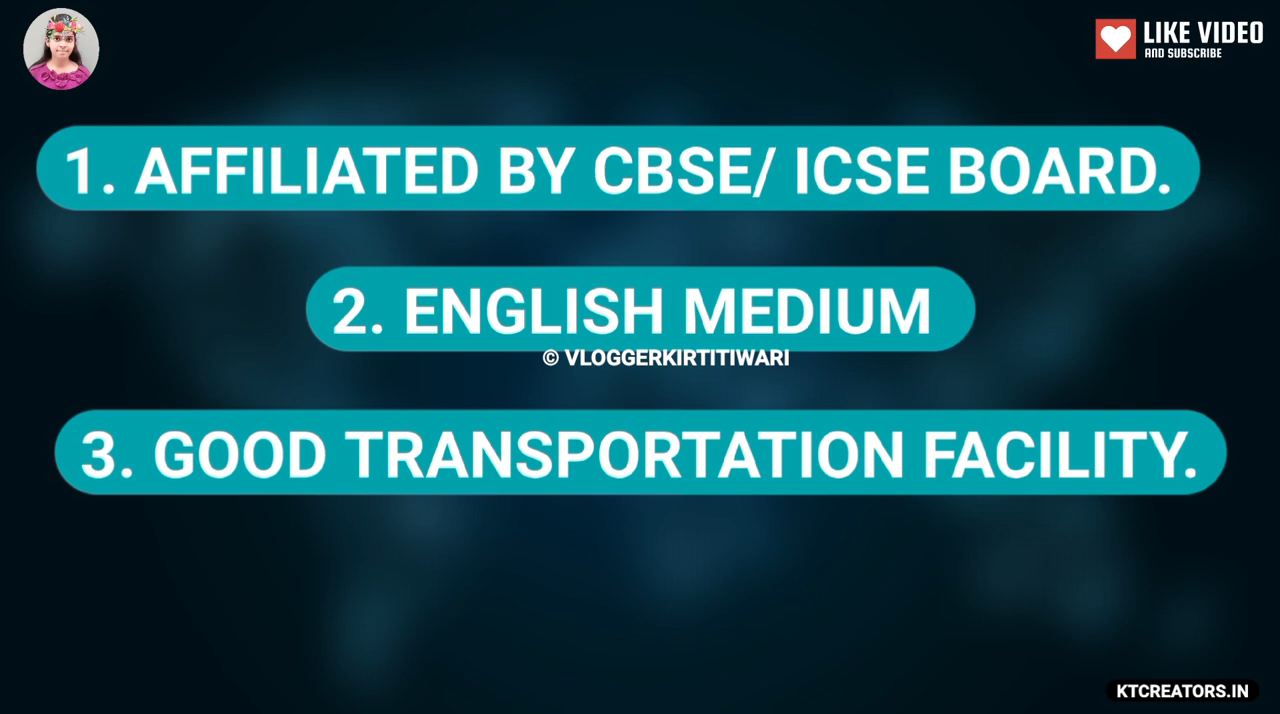 LIKE VIDEO
AND SUBSCRIBE
1. AFFILIATED BY CBSE/ ICSE BOARD.
2. ENGLISH MEDIUM
© VLOGGERKIRTITIWARI
3. GOOD TRANSPORTATION FACILITY.
KTCREATORS.IN